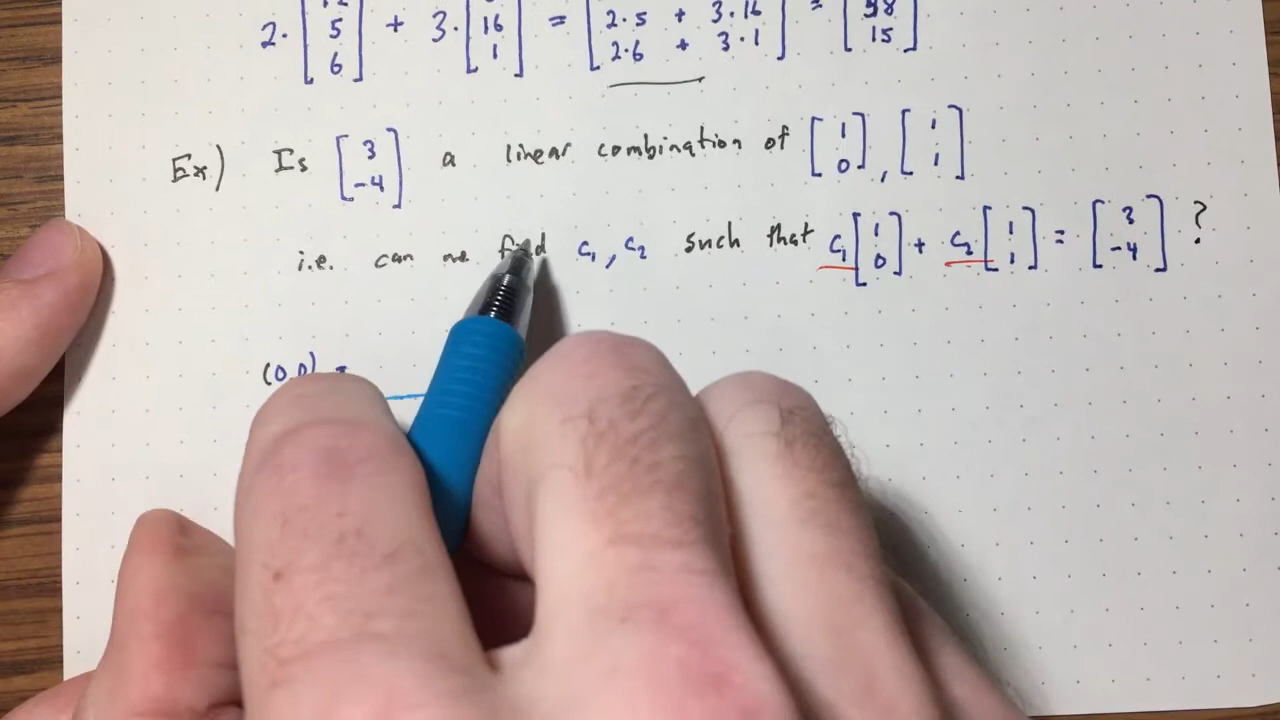 2· [5 6] + 3· [16 1] = [2·5 + 3·16 2·6 + 3·1] = [58 15]
Ex) Is [3 -4] a linear combination of [1 0], [1 1]
i.e. can we find c₁, c₂ such that c₁[1 0] + c₂[1 1] = [3 -4] ?
(0,0)